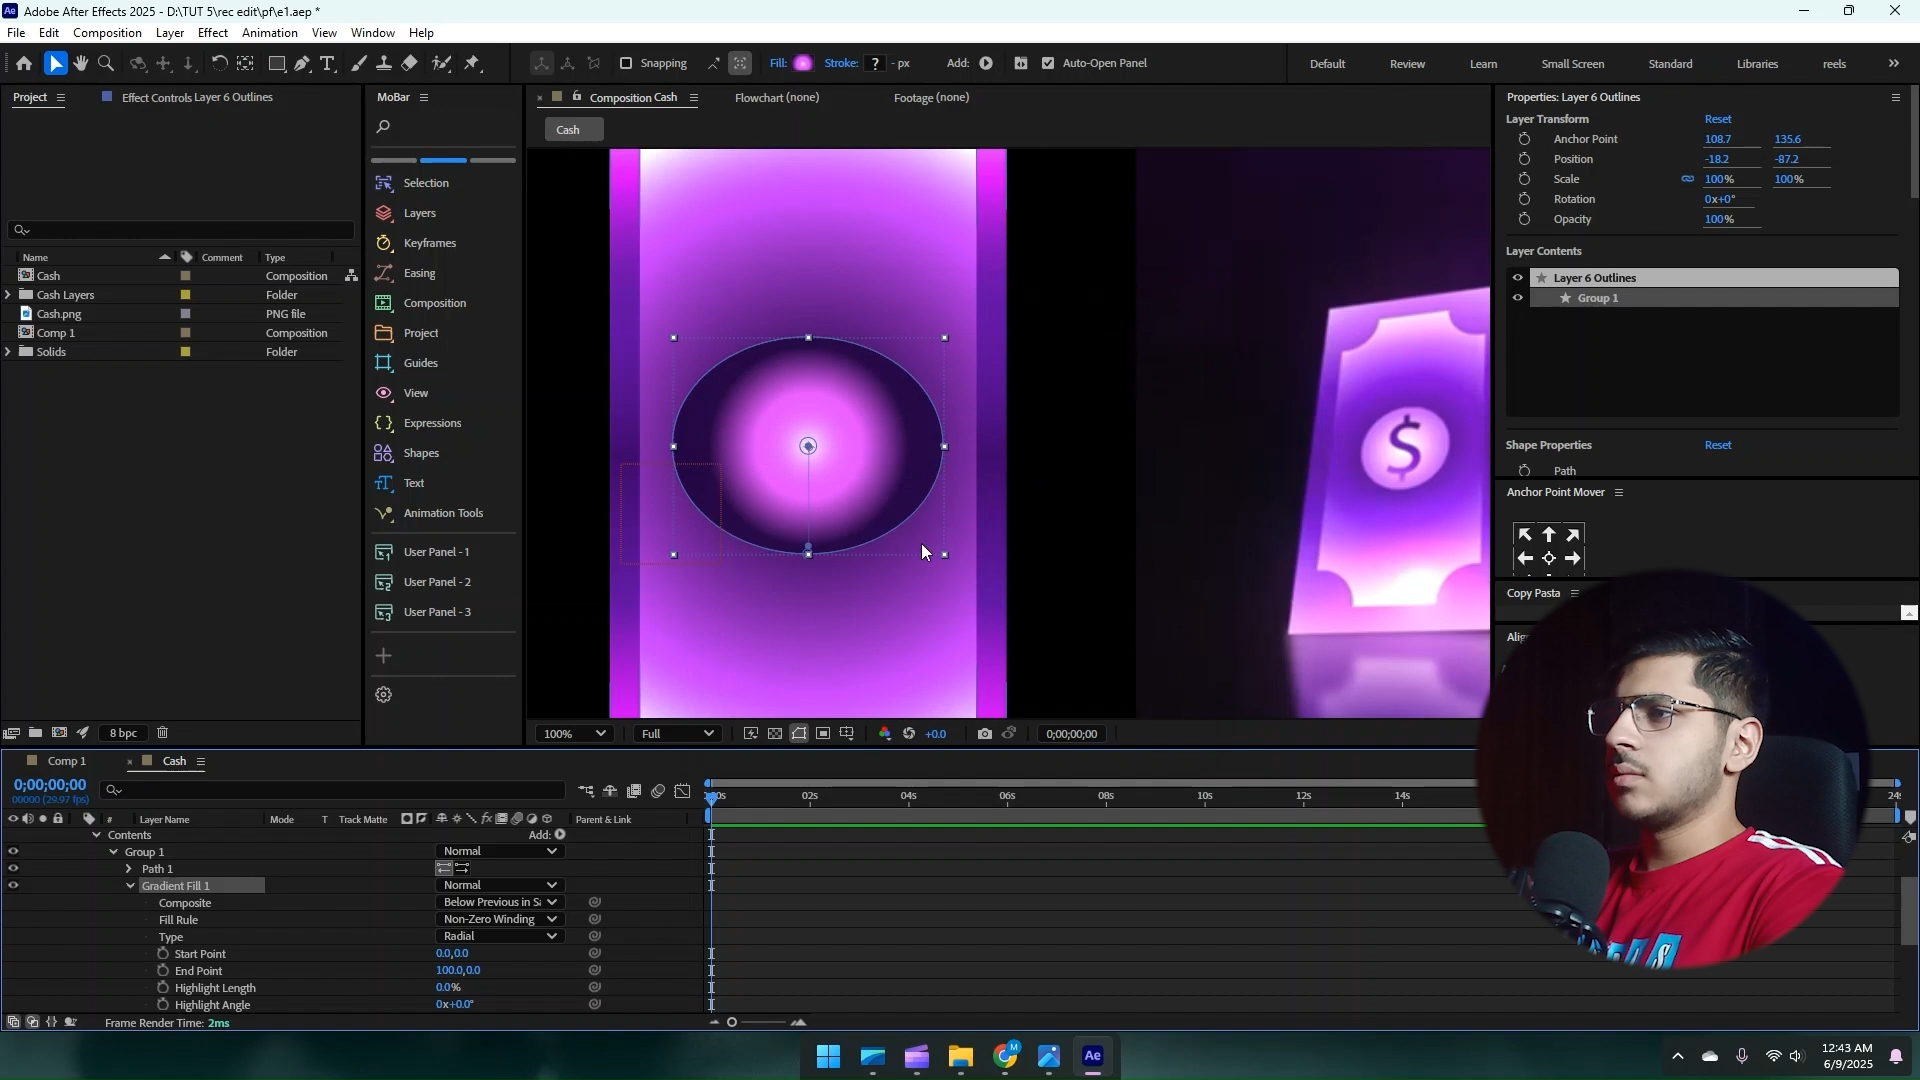 Adobe After Effects 2025 - D:\TUT 5\rec edit\pf\e1.aep *
File Edit Composition Layer Effect Animation View Window Help
Snapping Fill: Stroke: ? - px Add: Auto-Open Panel Default Review Learn Small Screen Standard Libraries reels
Project Effect Controls Layer 6 Outlines
MoBar
Composition Cash Flowchart (none) Footage (none)
Cash
Properties: Layer 6 Outlines
Layer Transform Reset
Anchor Point 108.7 135.6
Position -18.2 -87.2
Scale 100% 100%
Rotation 0x+0°
Opacity 100%
Layer Contents
Layer 6 Outlines
Group 1
Shape Properties Reset
Path
Anchor Point Mover
Copy Pasta
Name Comment Type
Cash Composition
Cash Layers Folder
Cash.png PNG file
Comp 1 Composition
Solids Folder
8 bpc
Selection
Layers
Keyframes
Easing
Composition
Project
Guides
View
Expressions
Shapes
Text
Animation Tools
User Panel - 1
User Panel - 2
User Panel - 3
$
100% Full +0.0 0;00;00;00
Comp 1 Cash
0;00;00;00
00000 (29.97 fps)
02s 04s 06s 08s 10s 12s 14s
# Layer Name Mode T Track Matte Parent & Link
Contents Add:
Group 1 Normal
Path 1
Gradient Fill 1 Normal
Composite Below Previous in Sa
Fill Rule Non-Zero Winding
Type Radial
Start Point 0.0,0.0
End Point 100.0,0.0
Highlight Length 0.0%
Highlight Angle 0x+0.0°
Frame Render Time: 2ms
Ae
12:43 AM
6/9/2025